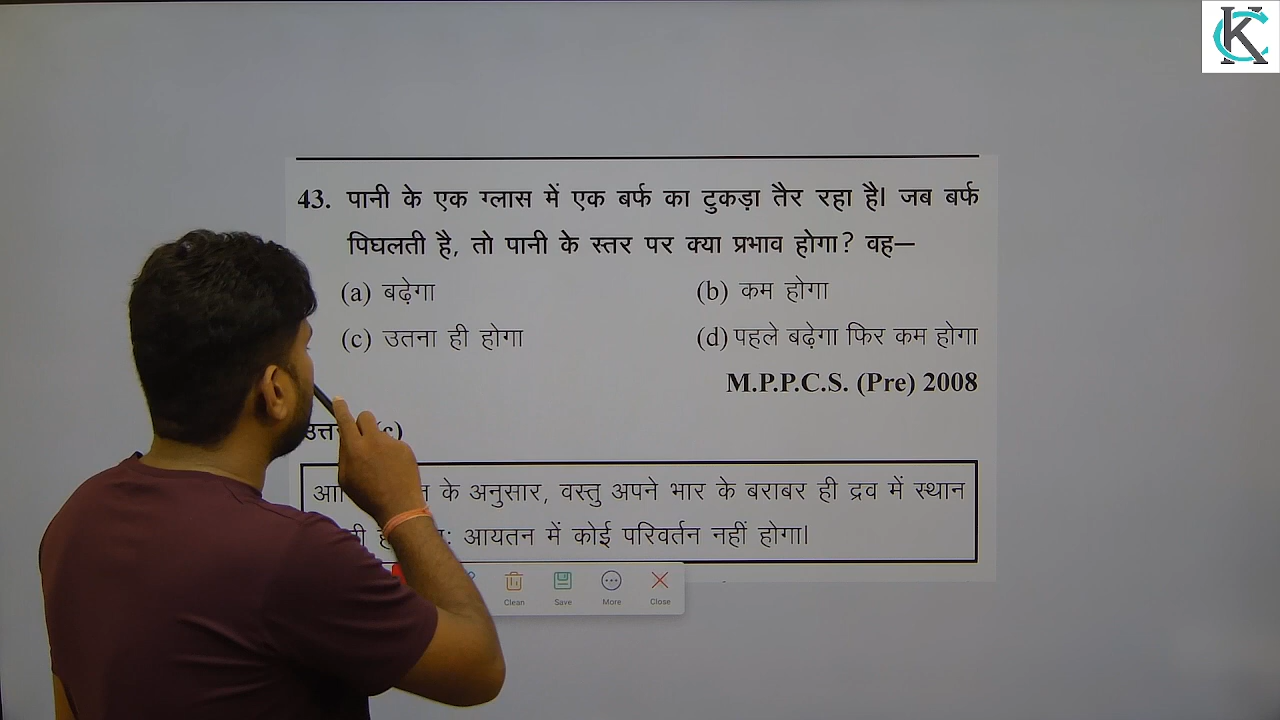 43. पानी के एक ग्लास में एक बर्फ का टुकड़ा तैर रहा है। जब बर्फ
पिघलती है, तो पानी के स्तर पर क्या प्रभाव होगा? वह—
(a) बढ़ेगा (b) कम होगा
(c) उतना ही होगा (d) पहले बढ़ेगा फिर कम होगा
M.P.P.C.S. (Pre) 2008
के अनुसार, वस्तु अपने भार के बराबर ही द्रव में स्थान
आयतन में कोई परिवर्तन नहीं होगा।
Clean Save More Close